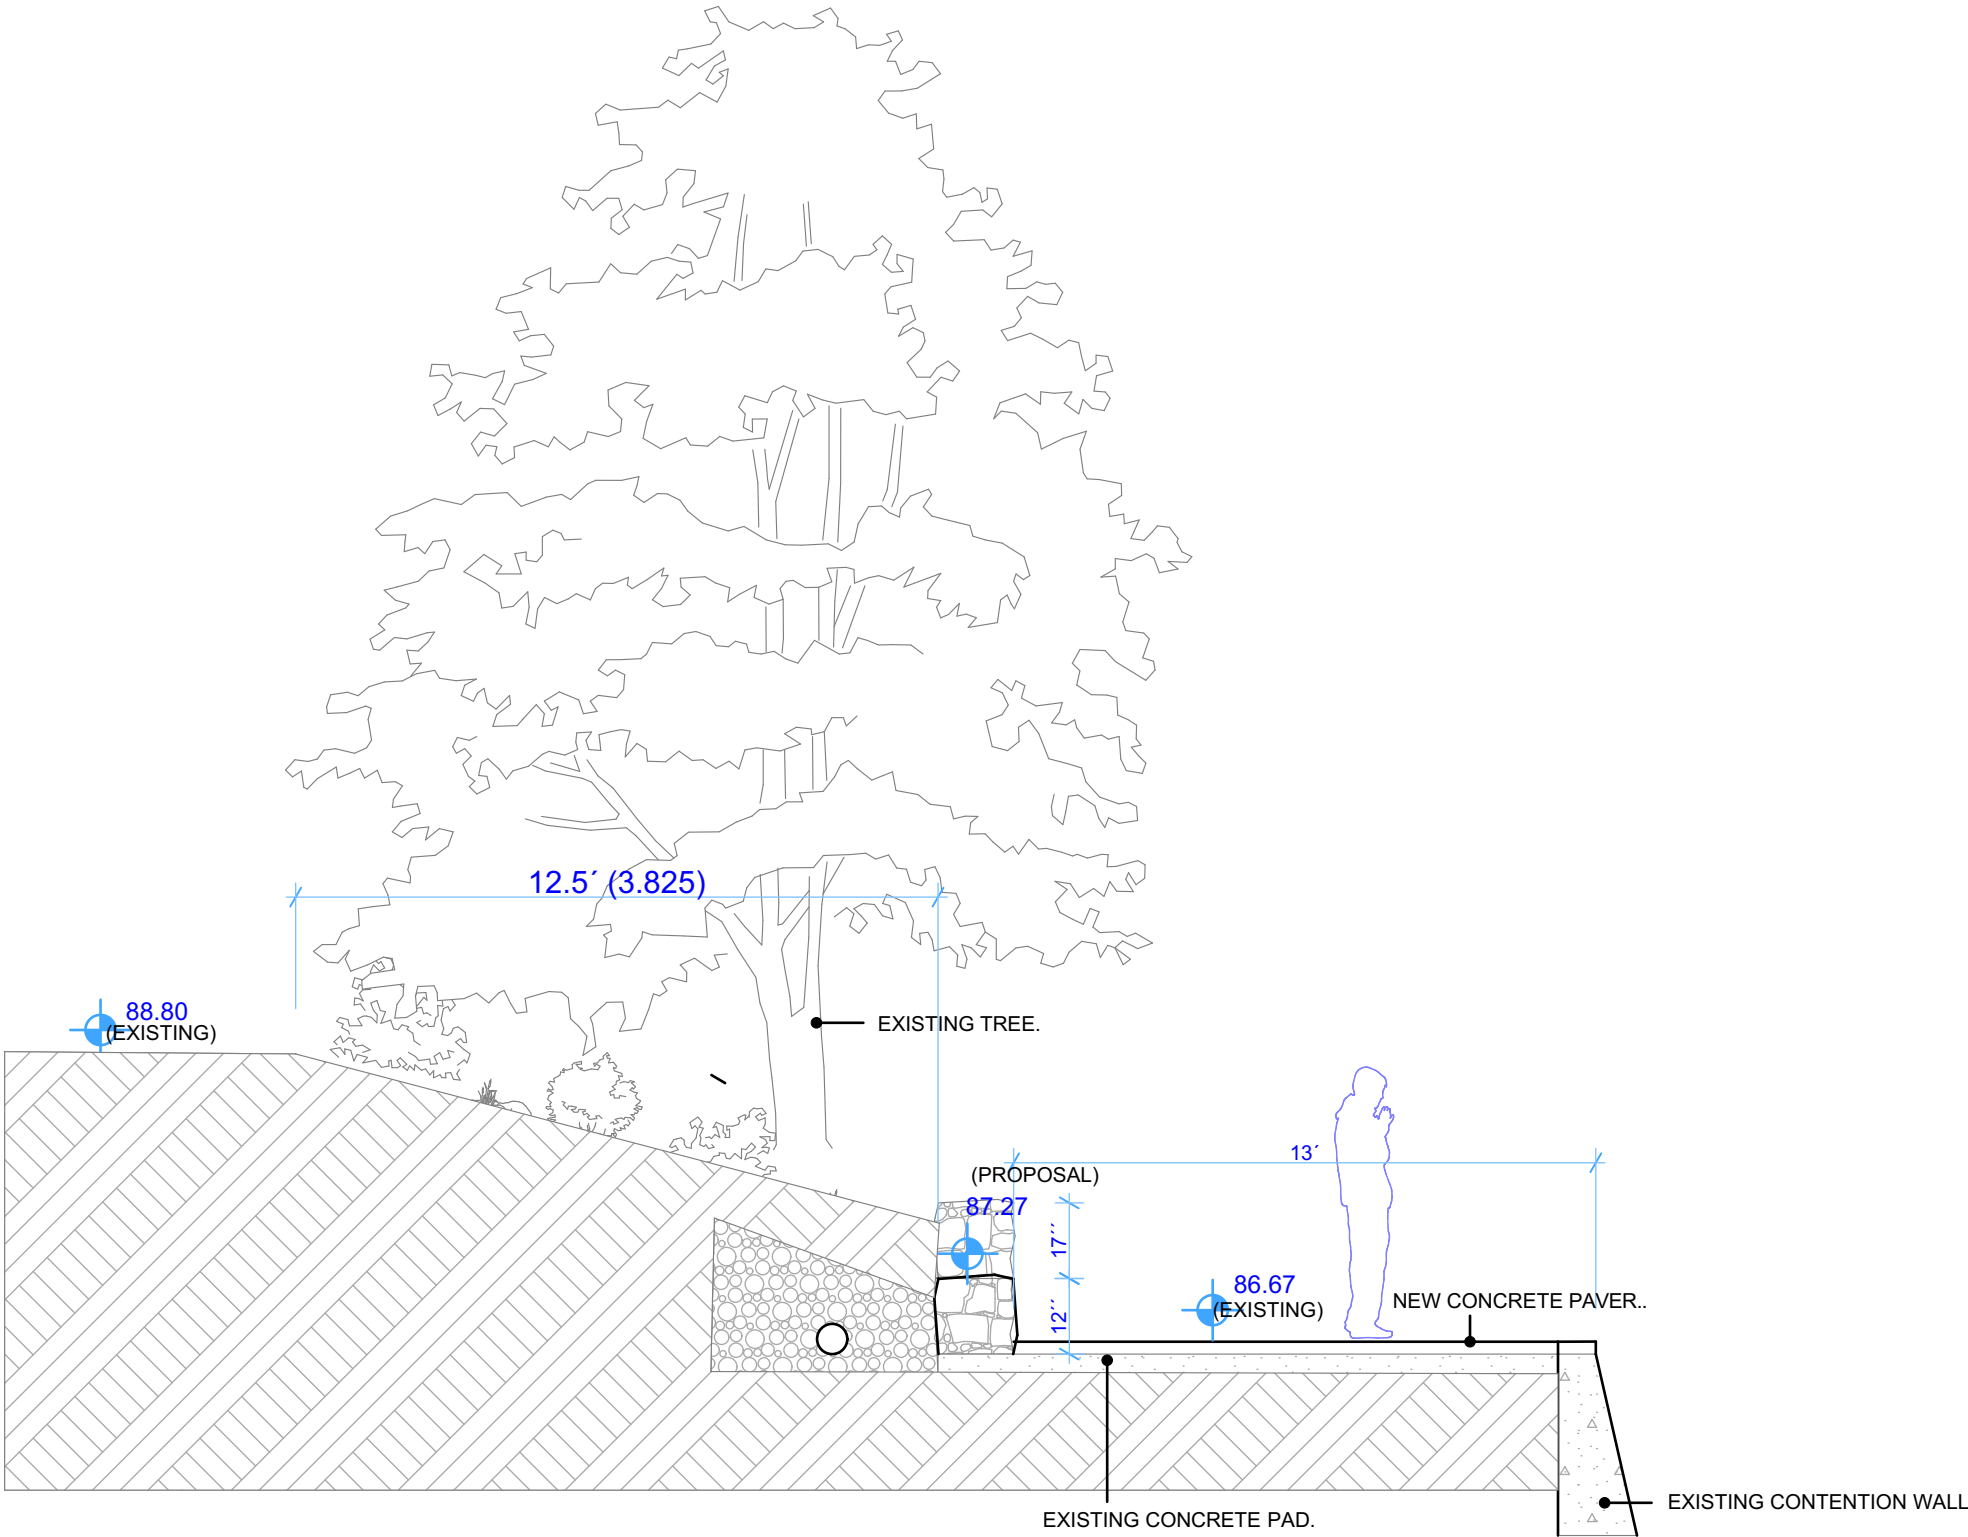 12.5´ (3.825)
88.80
(EXISTING)
EXISTING TREE.
13´
(PROPOSAL)
87.27
17´´
12´´
86.67
(EXISTING)
NEW CONCRETE PAVER..
EXISTING CONTENTION WALL
EXISTING CONCRETE PAD.